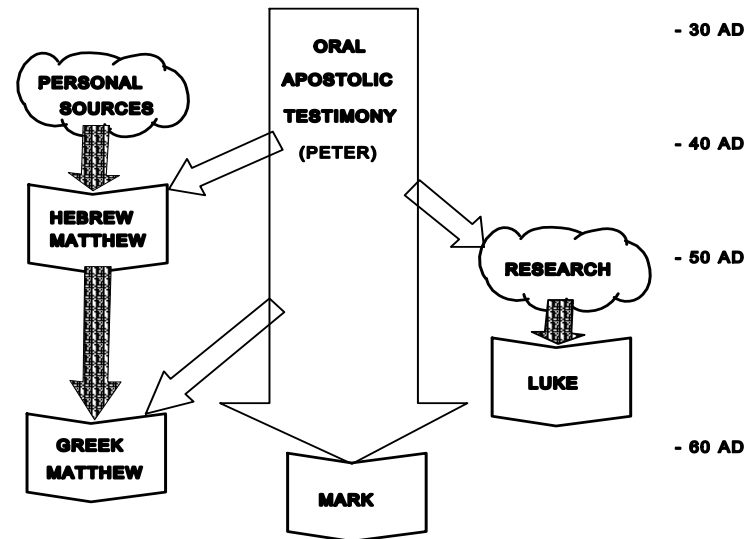 ORAL
APOSTOLIC
TESTIMONY
(PETER)
- 30 AD
PERSONAL
SOURCES
- 40 AD
HEBREW
MATTHEW
RESEARCH
- 50 AD
LUKE
GREEK
MATTHEW
- 60 AD
MARK